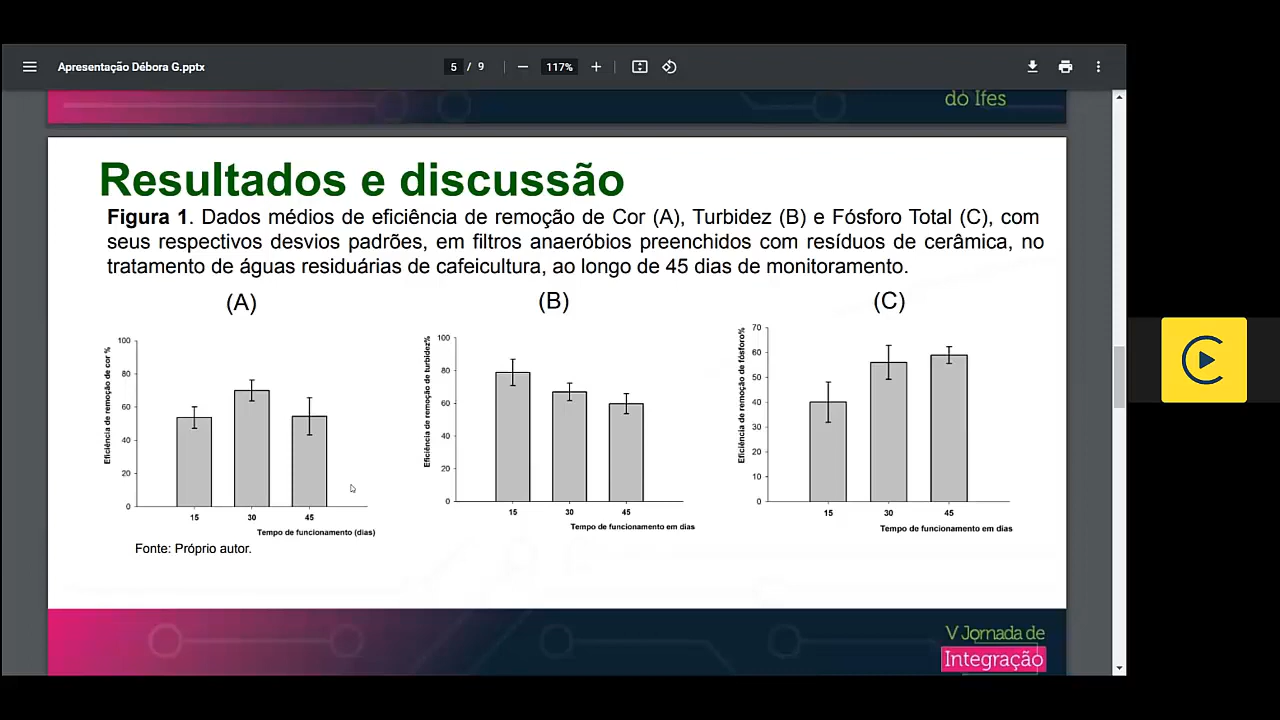 Apresentação Débora G.pptx
5 / 9
117%
do Ifes
Resultados e discussão
Figura 1. Dados médios de eficiência de remoção de Cor (A), Turbidez (B) e Fósforo Total (C), com
seus respectivos desvios padrões, em filtros anaeróbios preenchidos com resíduos de cerâmica, no
tratamento de águas residuárias de cafeicultura, ao longo de 45 dias de monitoramento.
(A)
Eficiência de remoção de cor %
100
80
60
40
20
0
15 30 45
Tempo de funcionamento (dias)
(B)
Eficiência de remoção de turbidez%
100
80
60
40
20
0
15 30 45
Tempo de funcionamento em dias
(C)
Eficiência de remoção de fósforo%
70
60
50
40
30
20
10
0
15 30 45
Tempo de funcionamento em dias
Fonte: Próprio autor.
V Jornada de
Integração